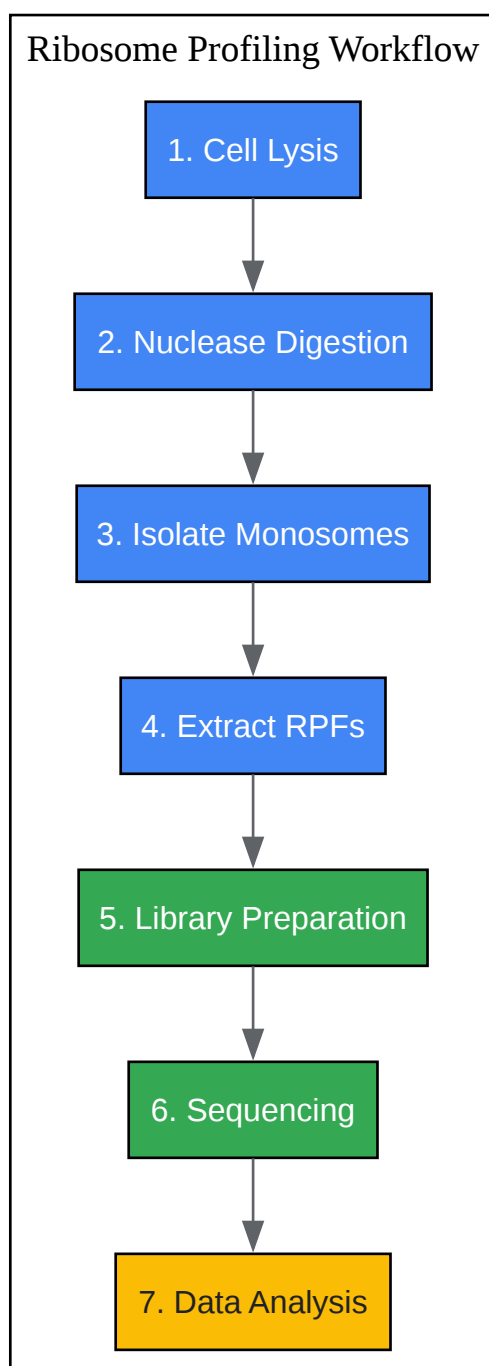 Ribosome Profiling Workflow
1. Cell Lysis
2. Nuclease Digestion
3. Isolate Monosomes
4. Extract RPFs
5. Library Preparation
6. Sequencing
7. Data Analysis